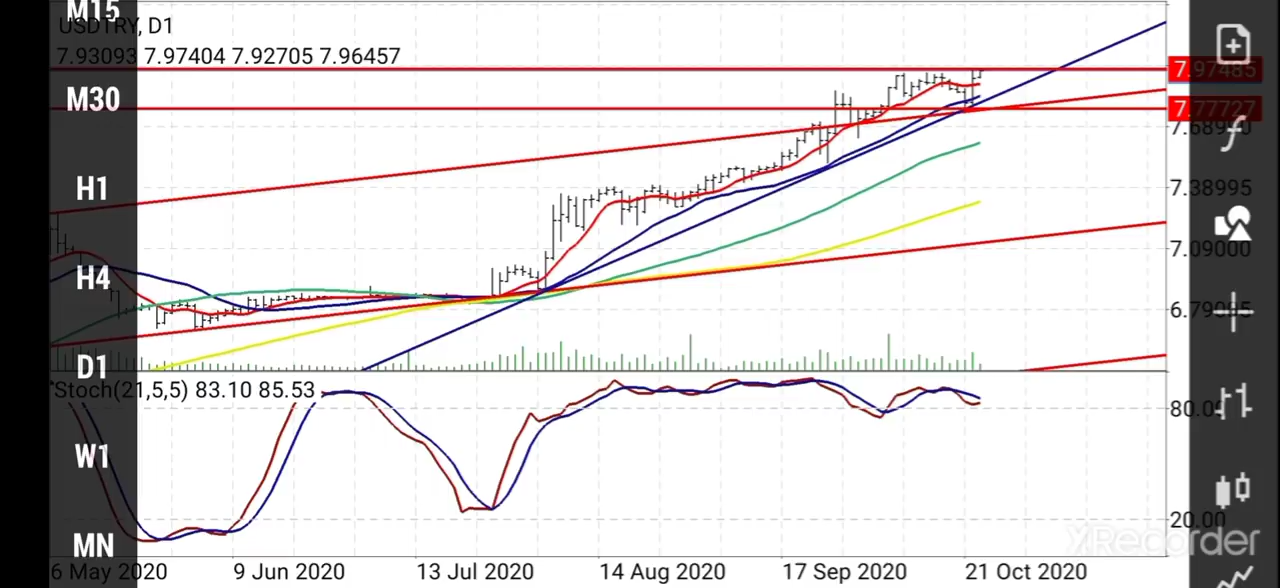 M15
USDTRY, D1
7.93093 7.97404 7.92705 7.96457
7.97485
M30
7.77727
H1
7.38995
7.09000
H4
D1
Stoch(21,5,5) 83.10 85.53
80.00
W1
20.00
MN
XRecorder
6 May 2020
9 Jun 2020
13 Jul 2020
14 Aug 2020
17 Sep 2020
21 Oct 2020